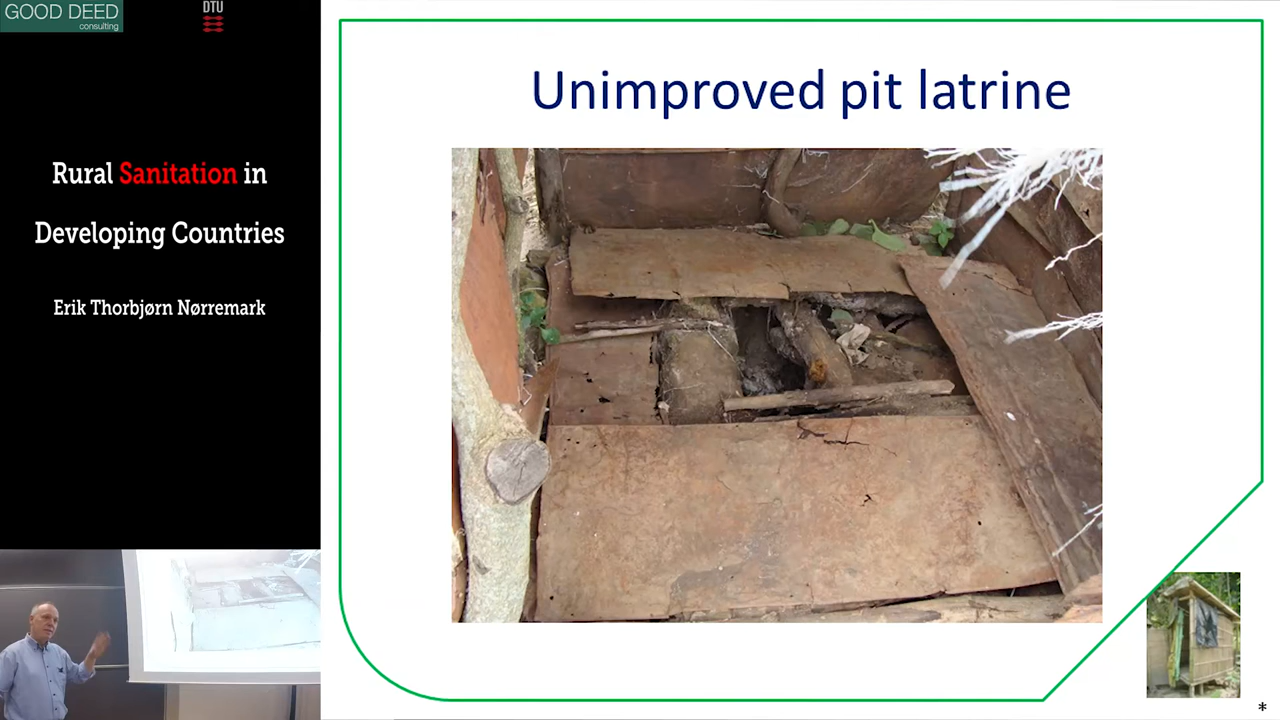 GOOD DEED
consulting
DTU
Rural Sanitation in
Developing Countries
Erik Thorbjørn Nørremark
Unimproved pit latrine
*